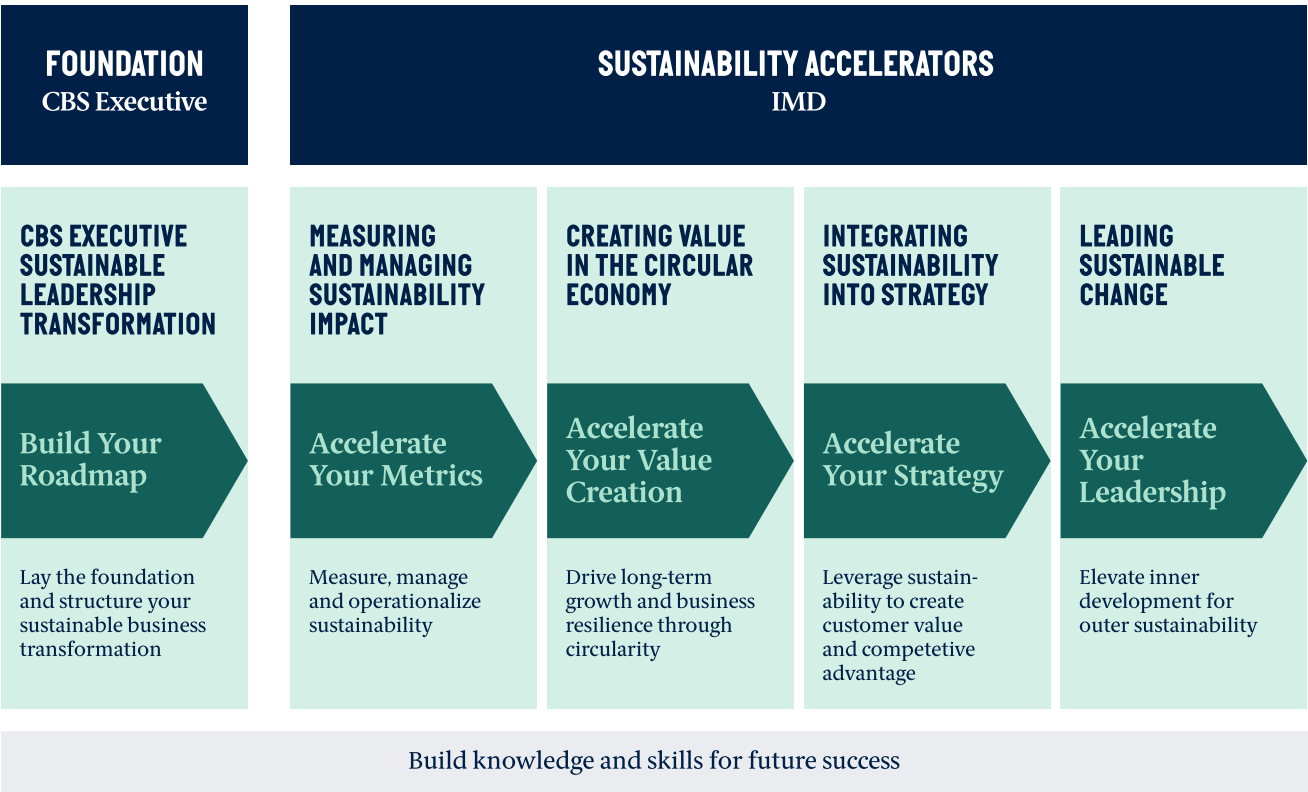 FOUNDATION
CBS Executive
SUSTAINABILITY ACCELERATORS
IMD
CBS EXECUTIVE
SUSTAINABLE
LEADERSHIP
TRANSFORMATION
Build Your
Roadmap
Lay the foundation
and structure your
sustainable business
transformation
MEASURING
AND MANAGING
SUSTAINABILITY
IMPACT
Accelerate
Your Metrics
Measure, manage
and operationalize
sustainability
CREATING VALUE
IN THE CIRCULAR
ECONOMY
Accelerate
Your Value
Creation
Drive long-term
growth and business
resilience through
circularity
INTEGRATING
SUSTAINABILITY
INTO STRATEGY
Accelerate
Your Strategy
Leverage sustain-
ability to create
customer value
and competetive
advantage
LEADING
SUSTAINABLE
CHANGE
Accelerate
Your
Leadership
Elevate inner
development for
outer sustainability
Build knowledge and skills for future success